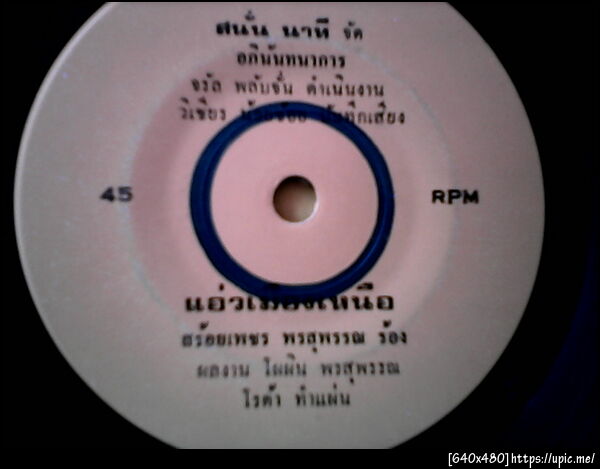 สนั่น นาที จัด
อภินันทนาการ
จรัล พลับจั่น ดำเนินงาน
วิเชียร บันทึกเสียง
45 RPM
แอ่วเมืองเหนือ
สร้อยเพชร พรสุพรรณ ร้อง
ผลงาน ไผผิน พรสุพรรณ
โรต้า ทำแผ่น
[640x480]https://upic.me/